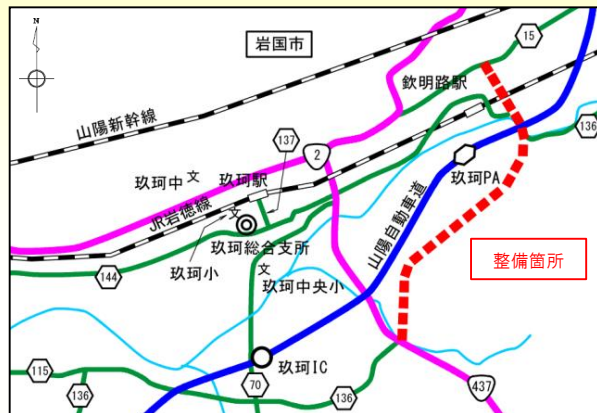 N
岩国市
15
欽明路駅
山陽新幹線
137
2
136
玖珂中
文
玖珂駅
玖珂PA
JR岩徳線
文
山陽自動車道
玖珂総合支所
玖珂小
文
整備箇所
144
玖珂中央小
玖珂IC
115
136
70
136
437